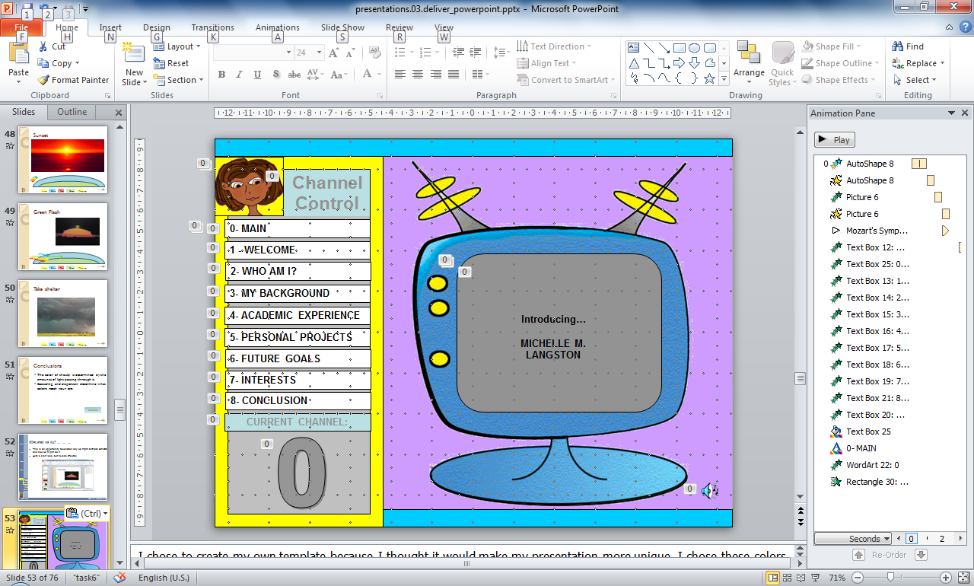 presentations.03.deliver_powerpoint.pptx - Microsoft PowerPoint
1 2 3
File Home Insert Design Transitions Animations Slide Show Review View
F H N G K A S R W
Paste
Cut
Copy
Format Painter
Clipboard
New Slide
Layout
Reset
Section
Slides
24
B I U S abc AV Aa A
Font
Paragraph
Text Direction
Align Text
Convert to SmartArt
Arrange
Quick Styles
Shape Fill
Shape Outline
Shape Effects
Drawing
Find
Replace
Select
Editing
Slides Outline
48
Sunset
49
Green Flash
50
Take shelter
51
Conclusions
52
53
(Ctrl)
Channel
Control
0- MAIN
1 -WELCOME
2- WHO AM I?
3- MY BACKGROUND
4- ACADEMIC EXPERIENCE
5- PERSONAL PROJECTS
6- FUTURE GOALS
7- INTERESTS
8- CONCLUSION
CURRENT CHANNEL:
0
Introducing...
MICHELLE M.
LANGSTON
I chose to create my own template because I thought it would make my presentation more unique. I chose these colors
Animation Pane
Play
0 AutoShape 8
AutoShape 8
Picture 6
Picture 6
Mozart's Symp...
Text Box 12: ...
Text Box 25: 0...
Text Box 13: 1...
Text Box 14: 2...
Text Box 15: 3...
Text Box 16: 4...
Text Box 17: 5...
Text Box 18: 6...
Text Box 19: 7...
Text Box 21: 8...
Text Box 20: ...
Text Box 25
0- MAIN
WordArt 22: 0
Rectangle 30: ...
Seconds 0 2
Re-Order
Slide 53 of 76 "task6" English (U.S.) 71%